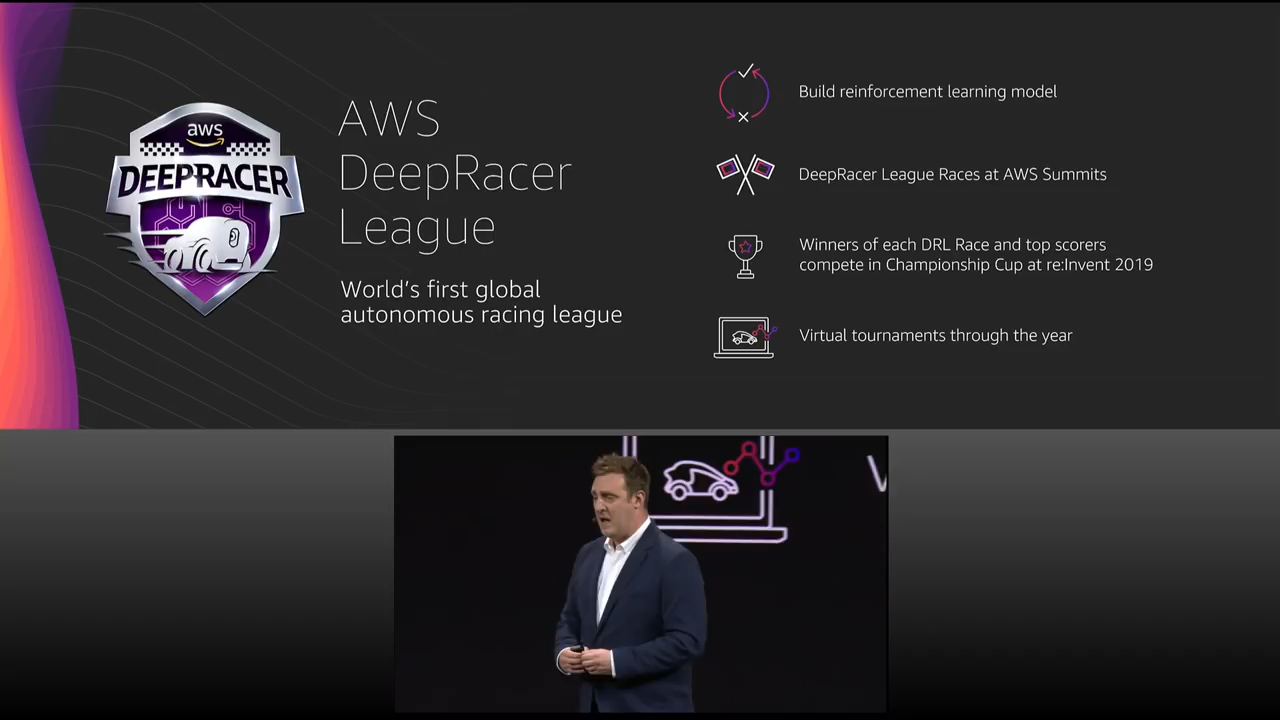 aws
DEEPRACER
AWS
DeepRacer
League
World's first global
autonomous racing league
Build reinforcement learning model
DeepRacer League Races at AWS Summits
Winners of each DRL Race and top scorers
compete in Championship Cup at re:Invent 2019
Virtual tournaments through the year
V